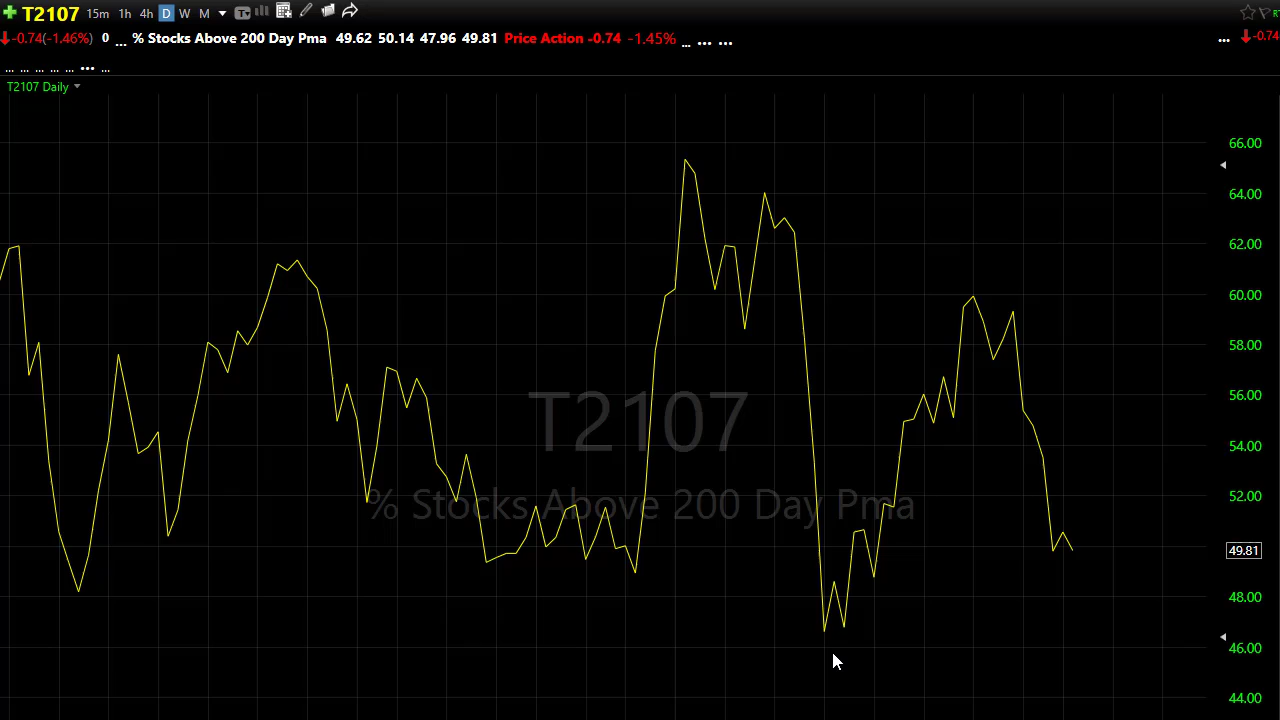 T2107 15m 1h 4h D W M T
-0.74(-1.46%) 0 ... % Stocks Above 200 Day Pma 49.62 50.14 47.96 49.81 Price Action -0.74 -1.45% ... ... ... ... -0.74
... ... ... ... ... ... ...
T2107 Daily
66.00
64.00
62.00
60.00
58.00
56.00
T2107
54.00
52.00
% Stocks Above 200 Day Pma
49.81
48.00
46.00
44.00